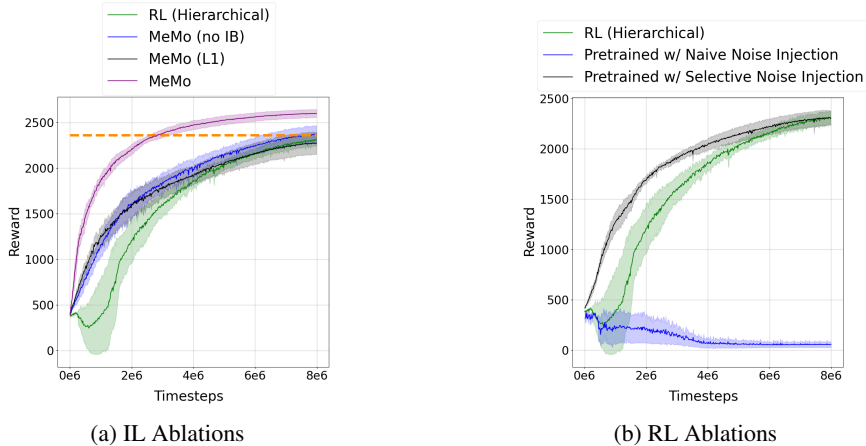 RL (Hierarchical)
MeMo (no IB)
MeMo (L1)
MeMo
2500
2000
1500
1000
500
0
Reward
0e6 2e6 4e6 6e6 8e6
Timesteps
(a) IL Ablations
RL (Hierarchical)
Pretrained w/ Naive Noise Injection
Pretrained w/ Selective Noise Injection
2500
2000
1500
1000
500
0
Reward
0e6 2e6 4e6 6e6 8e6
Timesteps
(b) RL Ablations